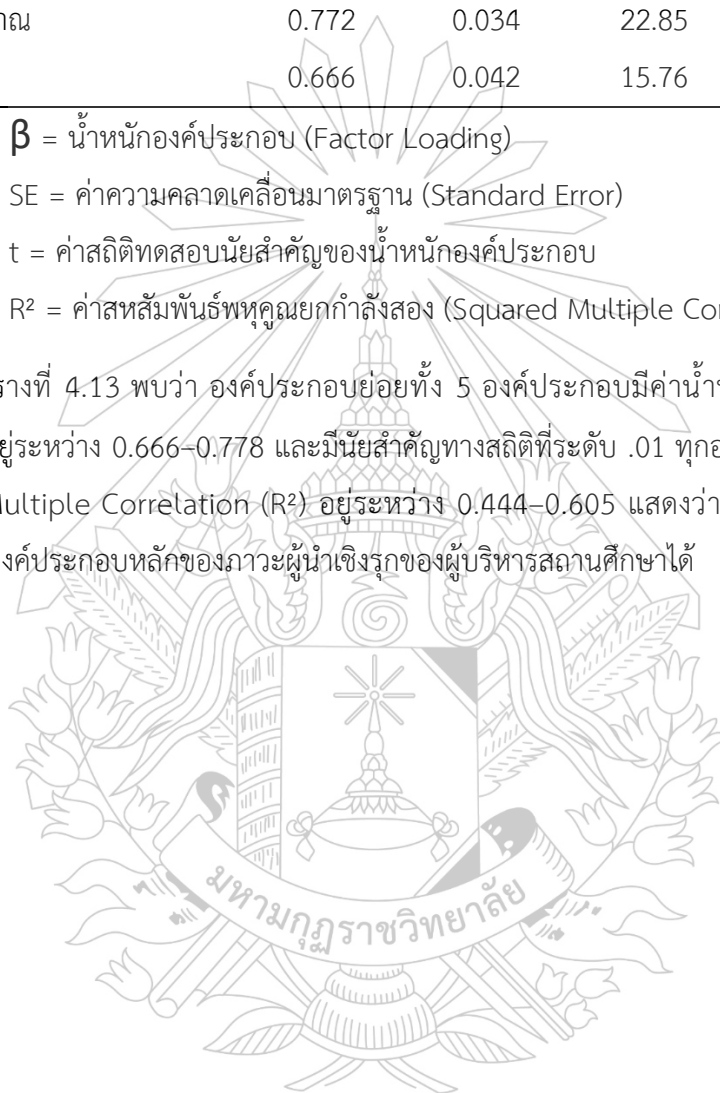 าณ 0.772 0.034 22.85
0.666 0.042 15.76
β = น้ำหนักองค์ประกอบ (Factor Loading)
SE = ค่าความคลาดเคลื่อนมาตรฐาน (Standard Error)
t = ค่าสถิติทดสอบนัยสำคัญของน้ำหนักองค์ประกอบ
R² = ค่าสหสัมพันธ์พหุคูณยกกำลังสอง (Squared Multiple Cor
รางที่ 4.13 พบว่า องค์ประกอบย่อยทั้ง 5 องค์ประกอบมีค่าน้ำ
ยู่ระหว่าง 0.666–0.778 และมีนัยสำคัญทางสถิติที่ระดับ .01 ทุกอ
ultiple Correlation (R²) อยู่ระหว่าง 0.444–0.605 แสดงว่า
งค์ประกอบหลักของภาวะผู้นำเชิงรุกของผู้บริหารสถานศึกษาได้
มหามกุฏราชวิทยาลัย